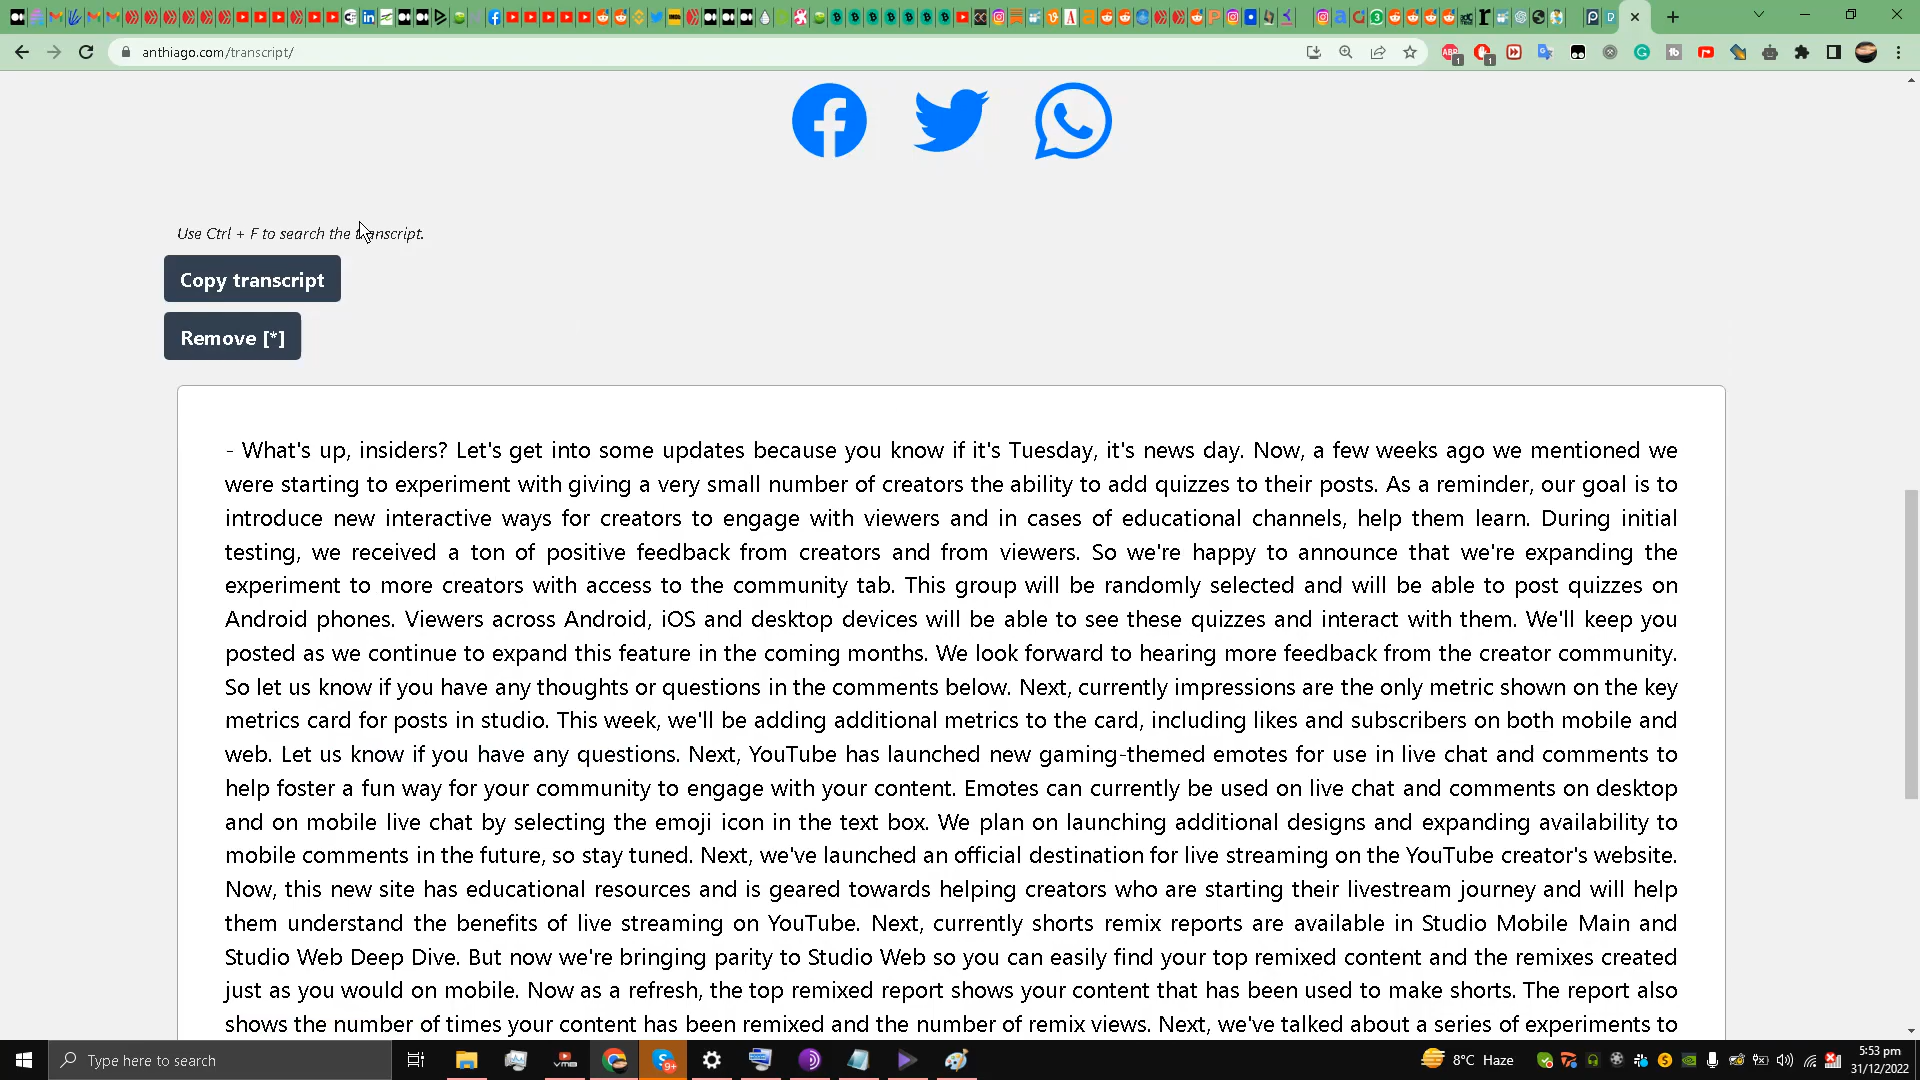 anthiago.com/transcript/
Use Ctrl + F to search the transcript.
Copy transcript
Remove [*]
- What's up, insiders? Let's get into some updates because you know if it's Tuesday, it's news day. Now, a few weeks ago we mentioned we
were starting to experiment with giving a very small number of creators the ability to add quizzes to their posts. As a reminder, our goal is to
introduce new interactive ways for creators to engage with viewers and in cases of educational channels, help them learn. During initial
testing, we received a ton of positive feedback from creators and from viewers. So we're happy to announce that we're expanding the
experiment to more creators with access to the community tab. This group will be randomly selected and will be able to post quizzes on
Android phones. Viewers across Android, iOS and desktop devices will be able to see these quizzes and interact with them. We'll keep you
posted as we continue to expand this feature in the coming months. We look forward to hearing more feedback from the creator community.
So let us know if you have any thoughts or questions in the comments below. Next, currently impressions are the only metric shown on the key
metrics card for posts in studio. This week, we'll be adding additional metrics to the card, including likes and subscribers on both mobile and
web. Let us know if you have any questions. Next, YouTube has launched new gaming-themed emotes for use in live chat and comments to
help foster a fun way for your community to engage with your content. Emotes can currently be used on live chat and comments on desktop
and on mobile live chat by selecting the emoji icon in the text box. We plan on launching additional designs and expanding availability to
mobile comments in the future, so stay tuned. Next, we've launched an official destination for live streaming on the YouTube creator's website.
Now, this new site has educational resources and is geared towards helping creators who are starting their livestream journey and will help
them understand the benefits of live streaming on YouTube. Next, currently shorts remix reports are available in Studio Mobile Main and
Studio Web Deep Dive. But now we're bringing parity to Studio Web so you can easily find your top remixed content and the remixes created
just as you would on mobile. Now as a refresh, the top remixed report shows your content that has been used to make shorts. The report also
shows the number of times your content has been remixed and the number of remix views. Next, we've talked about a series of experiments to
Type here to search
9+
8°C Haze
5:53 pm
31/12/2022